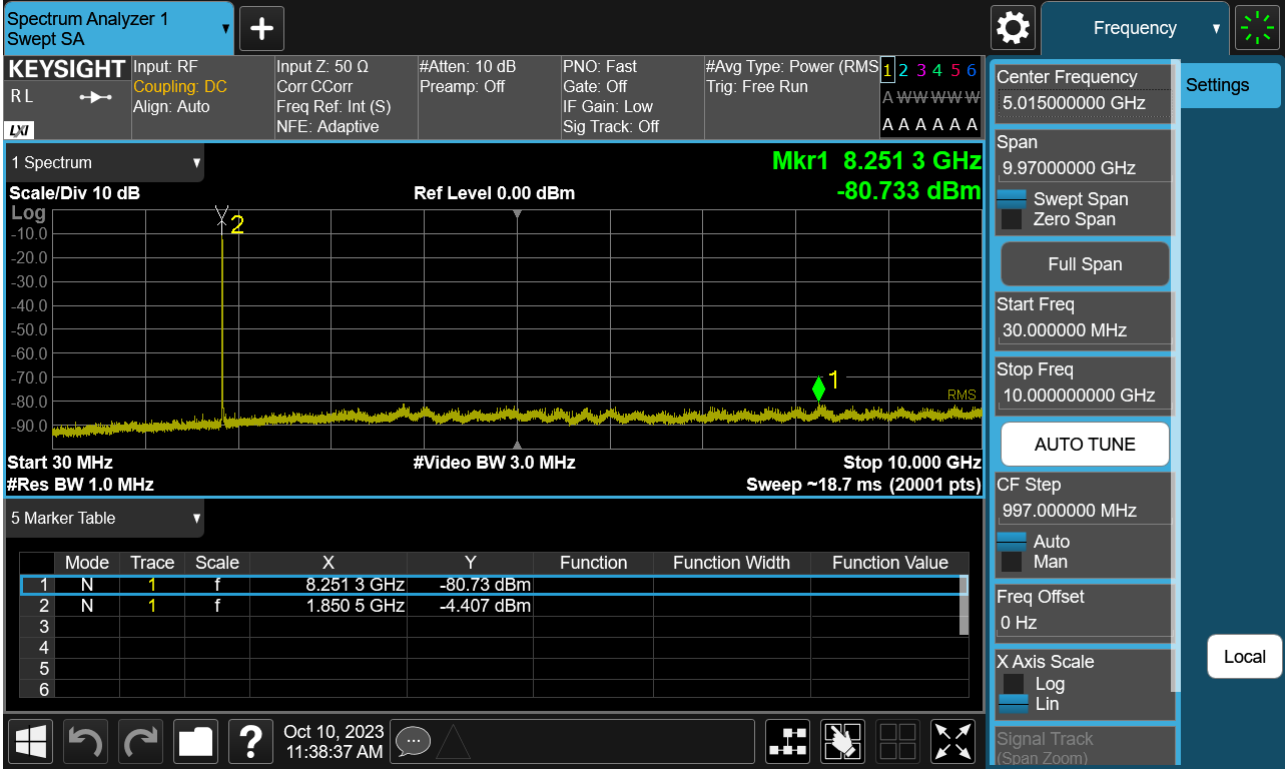 Spectrum Analyzer 1
Swept SA
Frequency
KEYSIGHT
R L
LXI
Input: RF
Coupling: DC
Align: Auto
Input Z: 50 Ω
Corr CCorr
Freq Ref: Int (S)
NFE: Adaptive
#Atten: 10 dB
Preamp: Off
PNO: Fast
Gate: Off
IF Gain: Low
Sig Track: Off
#Avg Type: Power (RMS
Trig: Free Run
1 2 3 4 5 6
A W W W W W
A A A A A A
1 Spectrum
Mkr1 8.251 3 GHz
-80.733 dBm
Scale/Div 10 dB
Ref Level 0.00 dBm
Log
-10.0
-20.0
-30.0
-40.0
-50.0
-60.0
-70.0
-80.0
-90.0
2
1
RMS
Start 30 MHz
#Video BW 3.0 MHz
Stop 10.000 GHz
#Res BW 1.0 MHz
Sweep ~18.7 ms (20001 pts)
5 Marker Table
Mode Trace Scale X Y Function Function Width Function Value
1 N 1 f 8.251 3 GHz -80.73 dBm
2 N 1 f 1.850 5 GHz -4.407 dBm
3
4
5
6
?
Oct 10, 2023
11:38:37 AM
Center Frequency
5.015000000 GHz
Settings
Span
9.97000000 GHz
Swept Span
Zero Span
Full Span
Start Freq
30.000000 MHz
Stop Freq
10.000000000 GHz
AUTO TUNE
CF Step
997.000000 MHz
Auto
Man
Freq Offset
0 Hz
X Axis Scale
Log
Lin
Signal Track
(Span Zoom)
Local